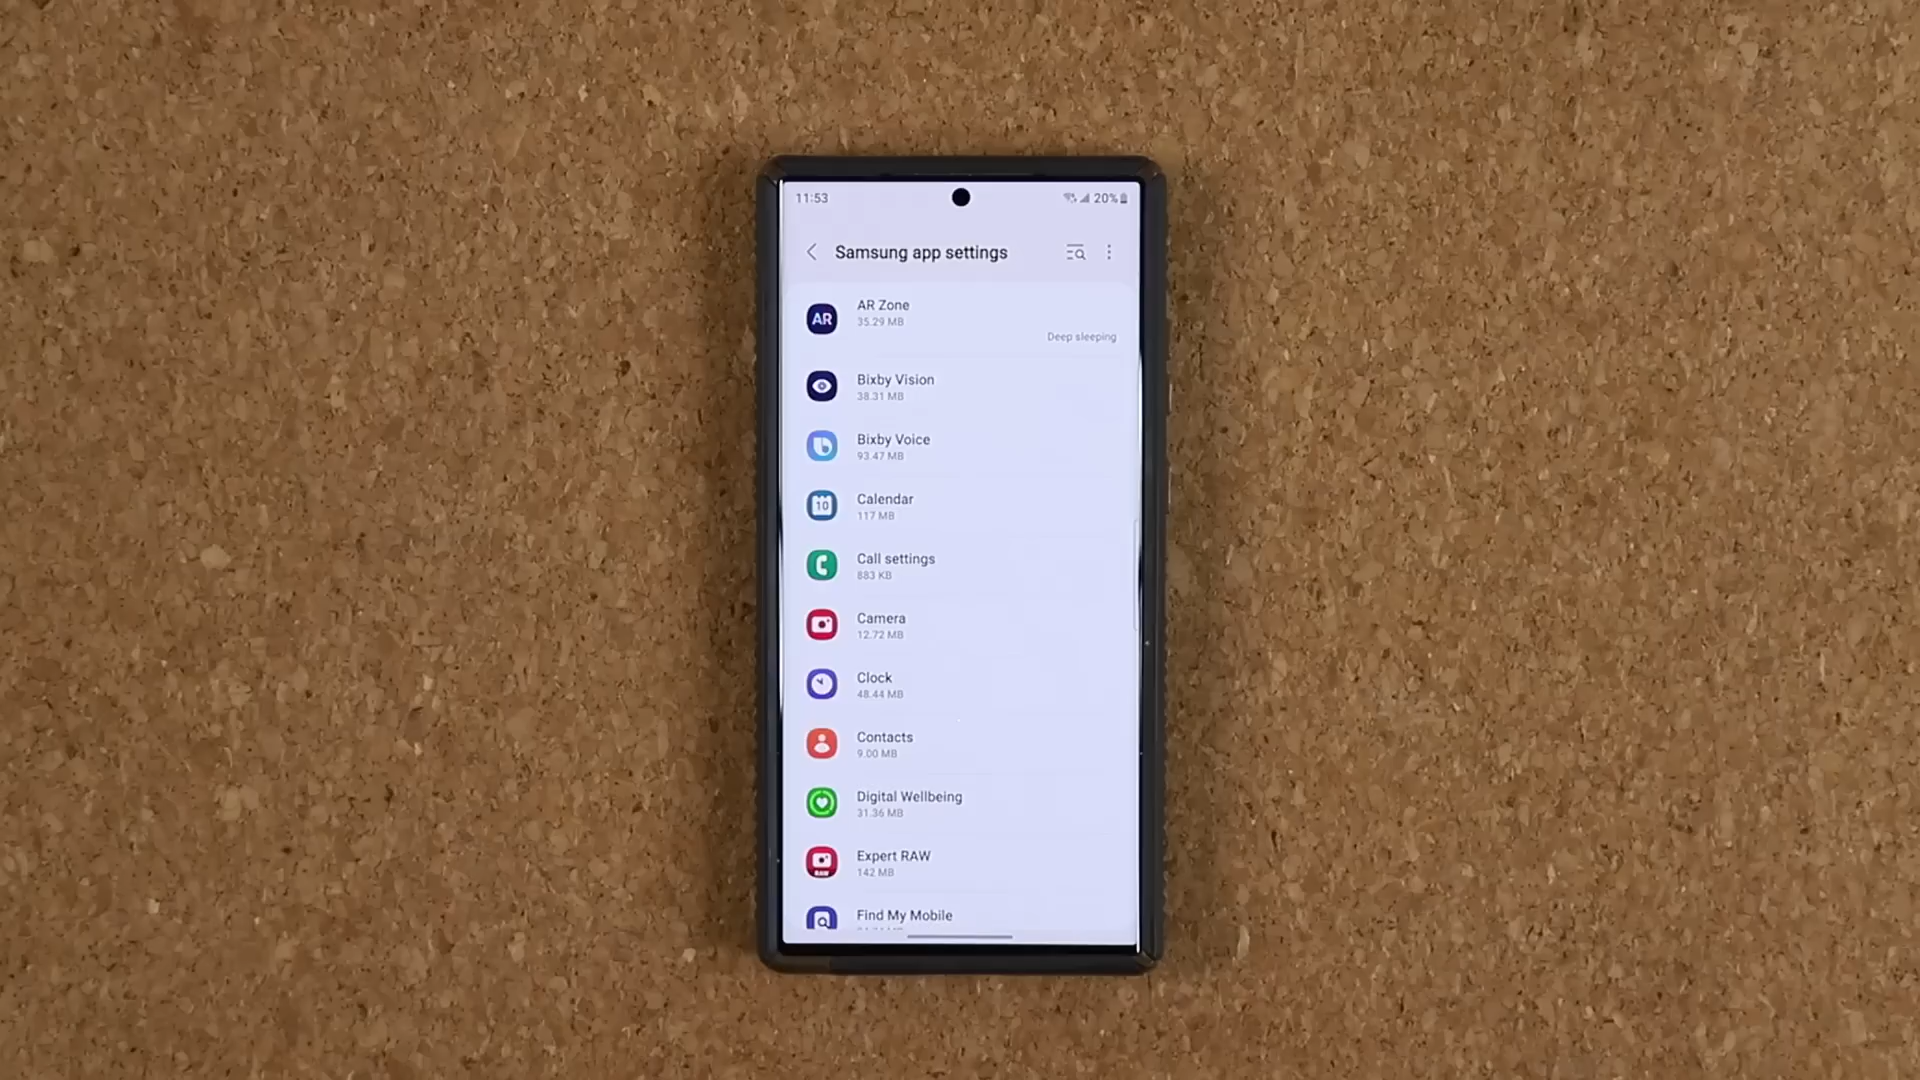 11:53
20%
Samsung app settings
AR
AR Zone
35.29 MB
Deep sleeping
Bixby Vision
38.31 MB
Bixby Voice
93.47 MB
10
Calendar
117 MB
Call settings
883 KB
Camera
12.72 MB
Clock
48.44 MB
Contacts
9.00 MB
Digital Wellbeing
31.36 MB
RAW
Expert RAW
142 MB
Find My Mobile